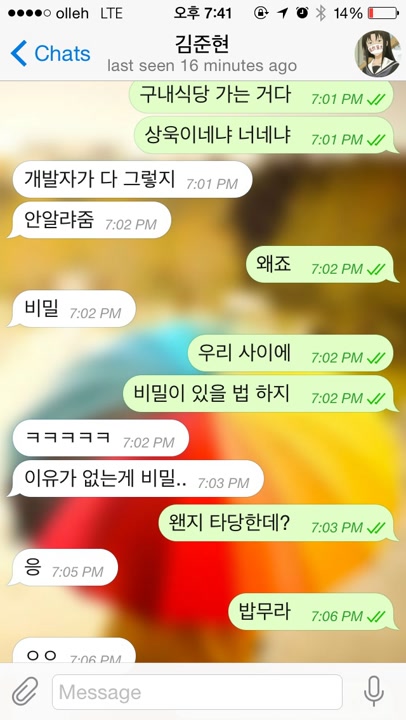 olleh LTE 오후 7:41 14%
Chats 김준현
last seen 16 minutes ago
구내식당 가는 거다 7:01 PM
상욱이네냐 너네냐 7:01 PM
개발자가 다 그렇지 7:01 PM
안알랴줌 7:02 PM
왜죠 7:02 PM
비밀 7:02 PM
우리 사이에 7:02 PM
비밀이 있을 법 하지 7:02 PM
ㅋㅋㅋㅋㅋ 7:02 PM
이유가 없는게 비밀.. 7:03 PM
왠지 타당한데? 7:03 PM
응 7:05 PM
밥무라 7:06 PM
ㅇㅇ 7:06 PM
Message